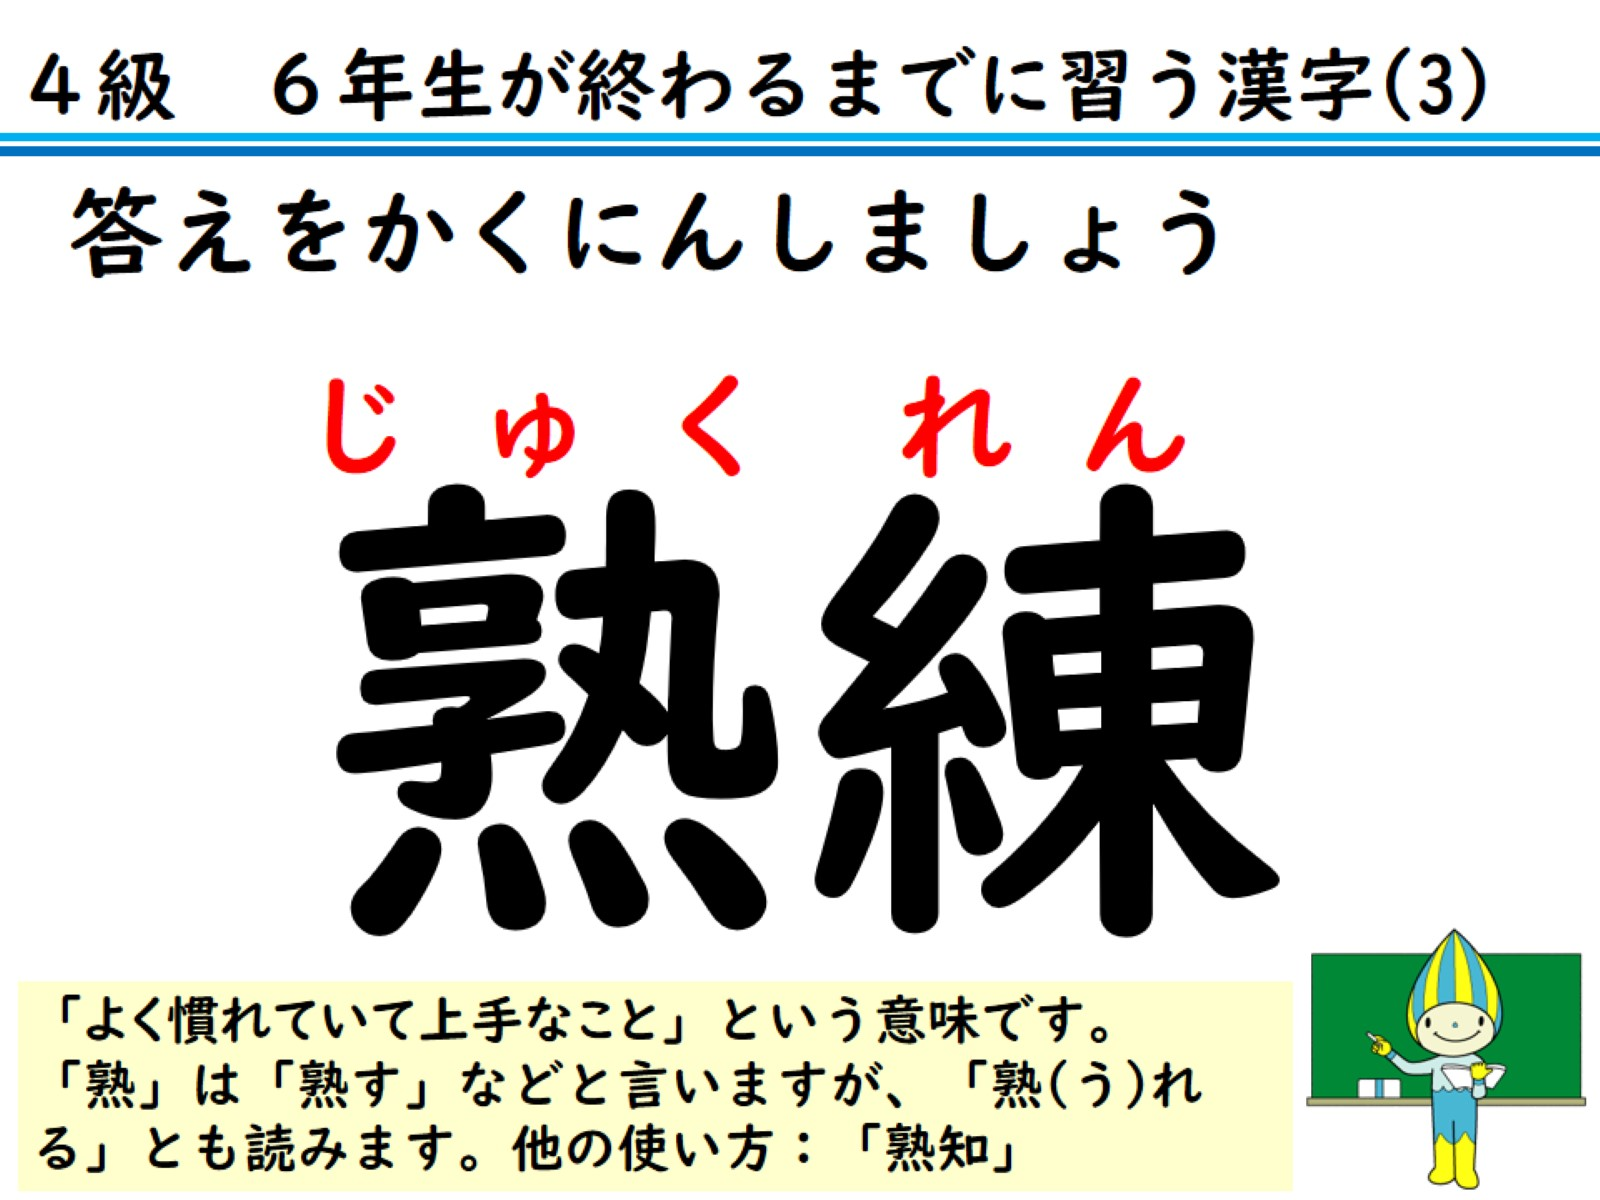 ４級　６年生が終わるまでに習う漢字(3)
答えをかくにんしましょう
じゅくれん
熟練
「よく慣れていて上手なこと」という意味です。
「熟」は「熟す」などと言いますが、「熟(う)れ
る」とも読みます。他の使い方：「熟知」